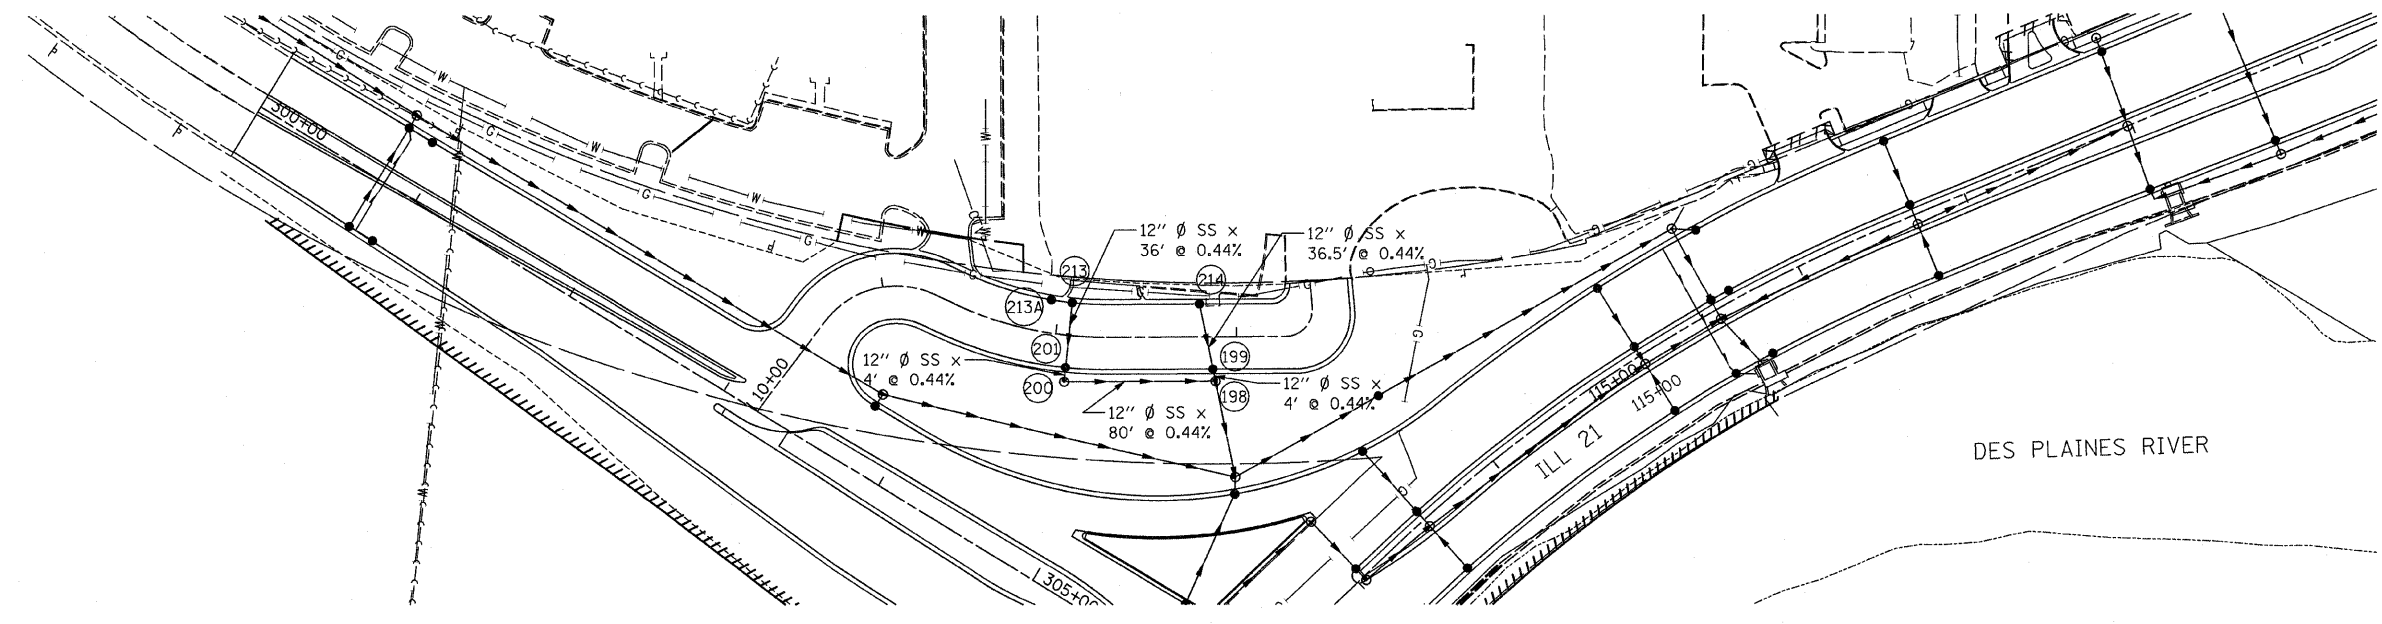 300+00
12" Ø SS ×
36' @ 0.44%
12" Ø SS ×
36.5' @ 0.44%
213
214
213A
201
199
12" Ø SS ×
4' @ 0.44%
200
198
12" Ø SS ×
4' @ 0.44%
12" Ø SS ×
80' @ 0.44%
10+00
115+00
115+00
ILL 21
DES PLAINES RIVER
L305+00
G
G
G
G
G
G
W
W
W
W
W
W
W